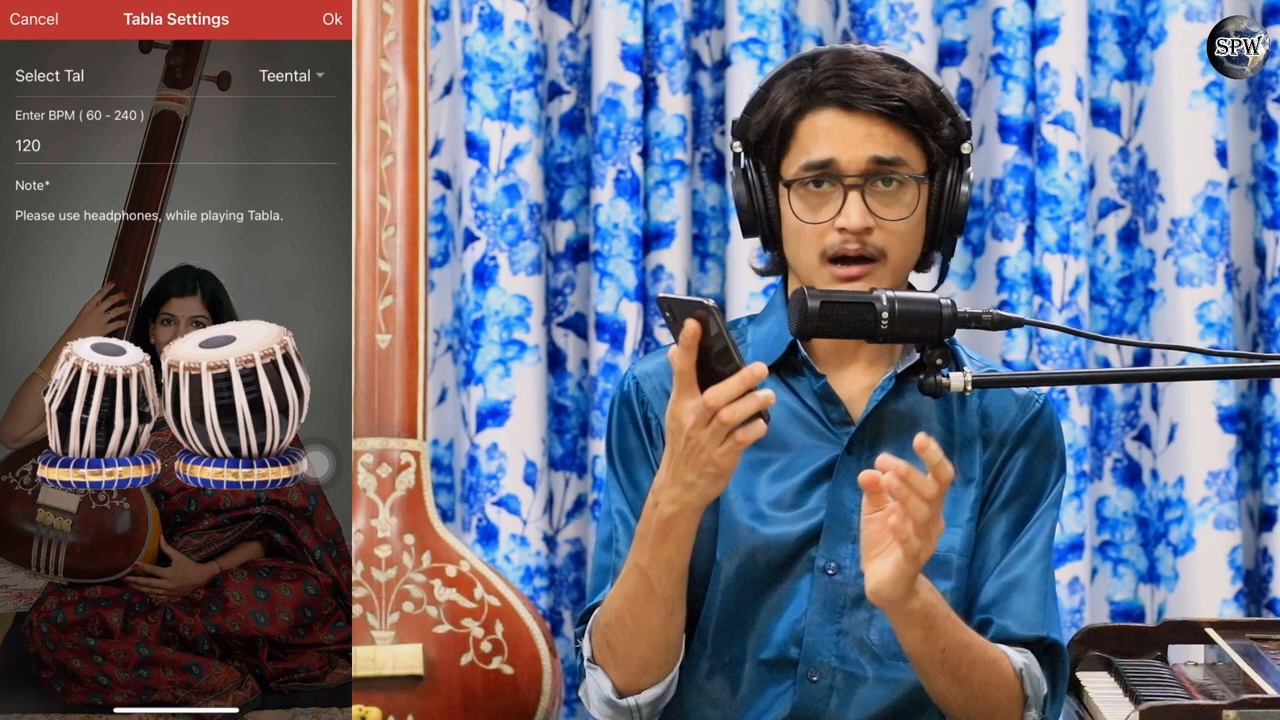 Cancel
Tabla Settings
Ok
Select Tal
Teental
Enter BPM ( 60 - 240 )
120
Note*
Please use headphones, while playing Tabla.
SPW
CE